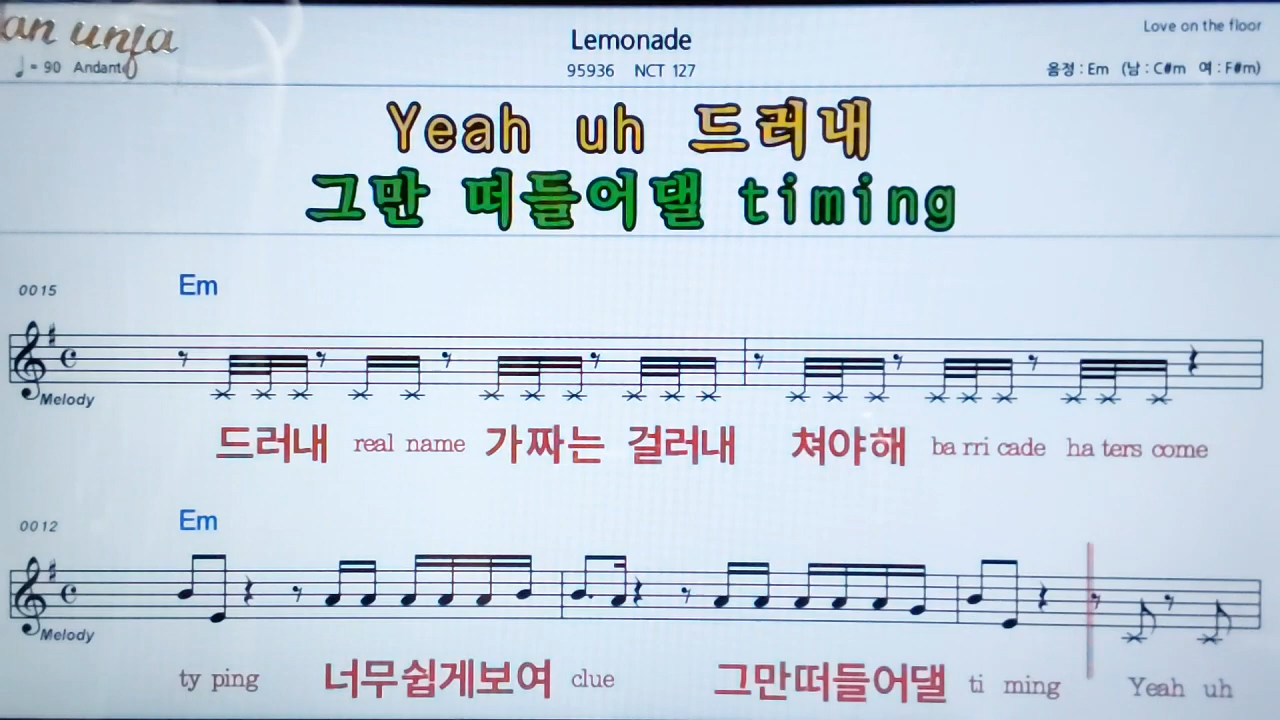 an unja
Lemonade
Love on the floor
♩= 90 Andante
95936 NCT 127
음정 : Em (남 : C#m 여 : F#m)
Yeah uh 드러내
그만 떠들어댈 timing
0015
Em
Melody
드러내 real name 가짜는 걸러내 쳐야해 ba rri cade ha ters come
0012
Em
Melody
ty ping 너무쉽게보여 clue 그만떠들어댈 ti ming Yeah uh